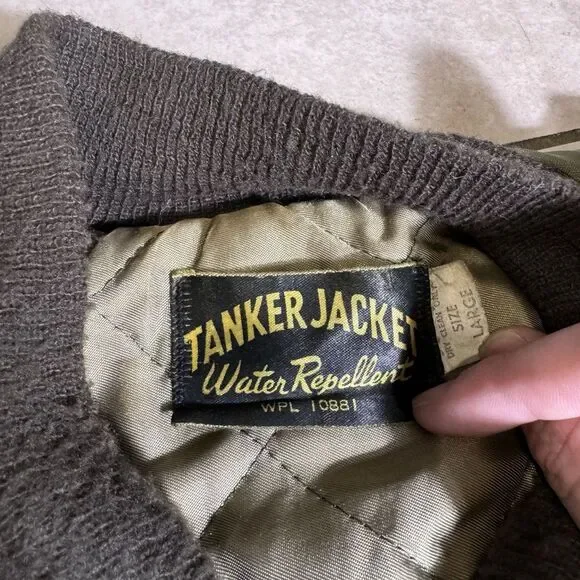 TANKER JACKET
Water Repellent
WPL 10881
DRY CLEAN ONLY
SIZE
LARGE